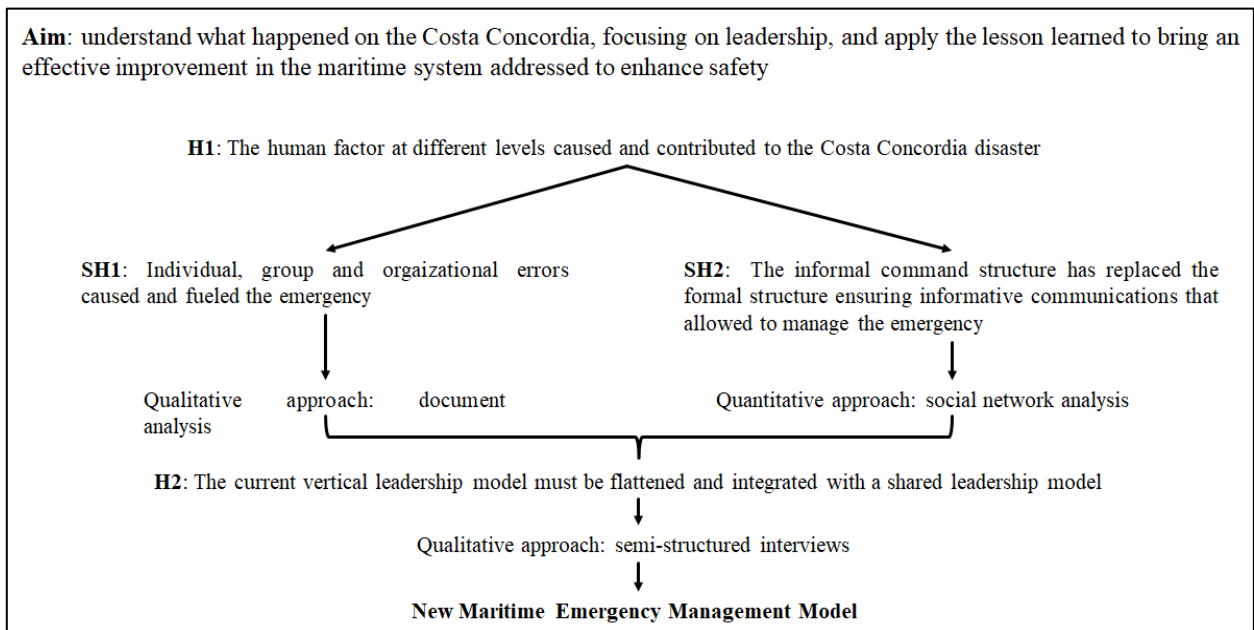 Aim: understand what happened on the Costa Concordia, focusing on leadership, and apply the lesson learned to bring an
effective improvement in the maritime system addressed to enhance safety
H1: The human factor at different levels caused and contributed to the Costa Concordia disaster
SH1: Individual, group and orgaizational errors
caused and fueled the emergency
SH2: The informal command structure has replaced the
formal structure ensuring informative communications that
allowed to manage the emergency
Qualitative approach: document
analysis
Quantitative approach: social network analysis
H2: The current vertical leadership model must be flattened and integrated with a shared leadership model
Qualitative approach: semi-structured interviews
New Maritime Emergency Management Model